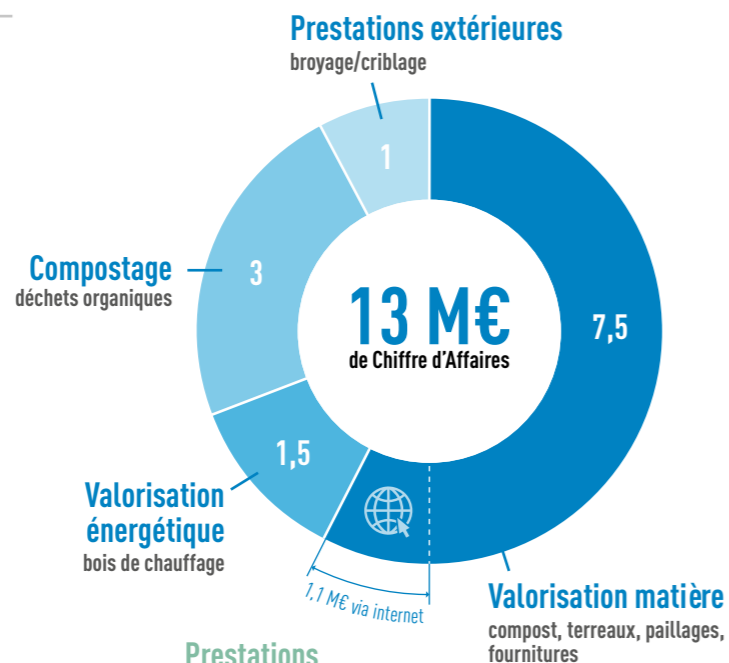 Prestations extérieures
broyage/criblage
1
Compostage
déchets organiques
3
13 M€
de Chiffre d'Affaires
7,5
1,5
Valorisation
énergétique
bois de chauffage
1,1 M€ via internet
Valorisation matière
compost, terreaux, paillages,
fournitures
Prestations